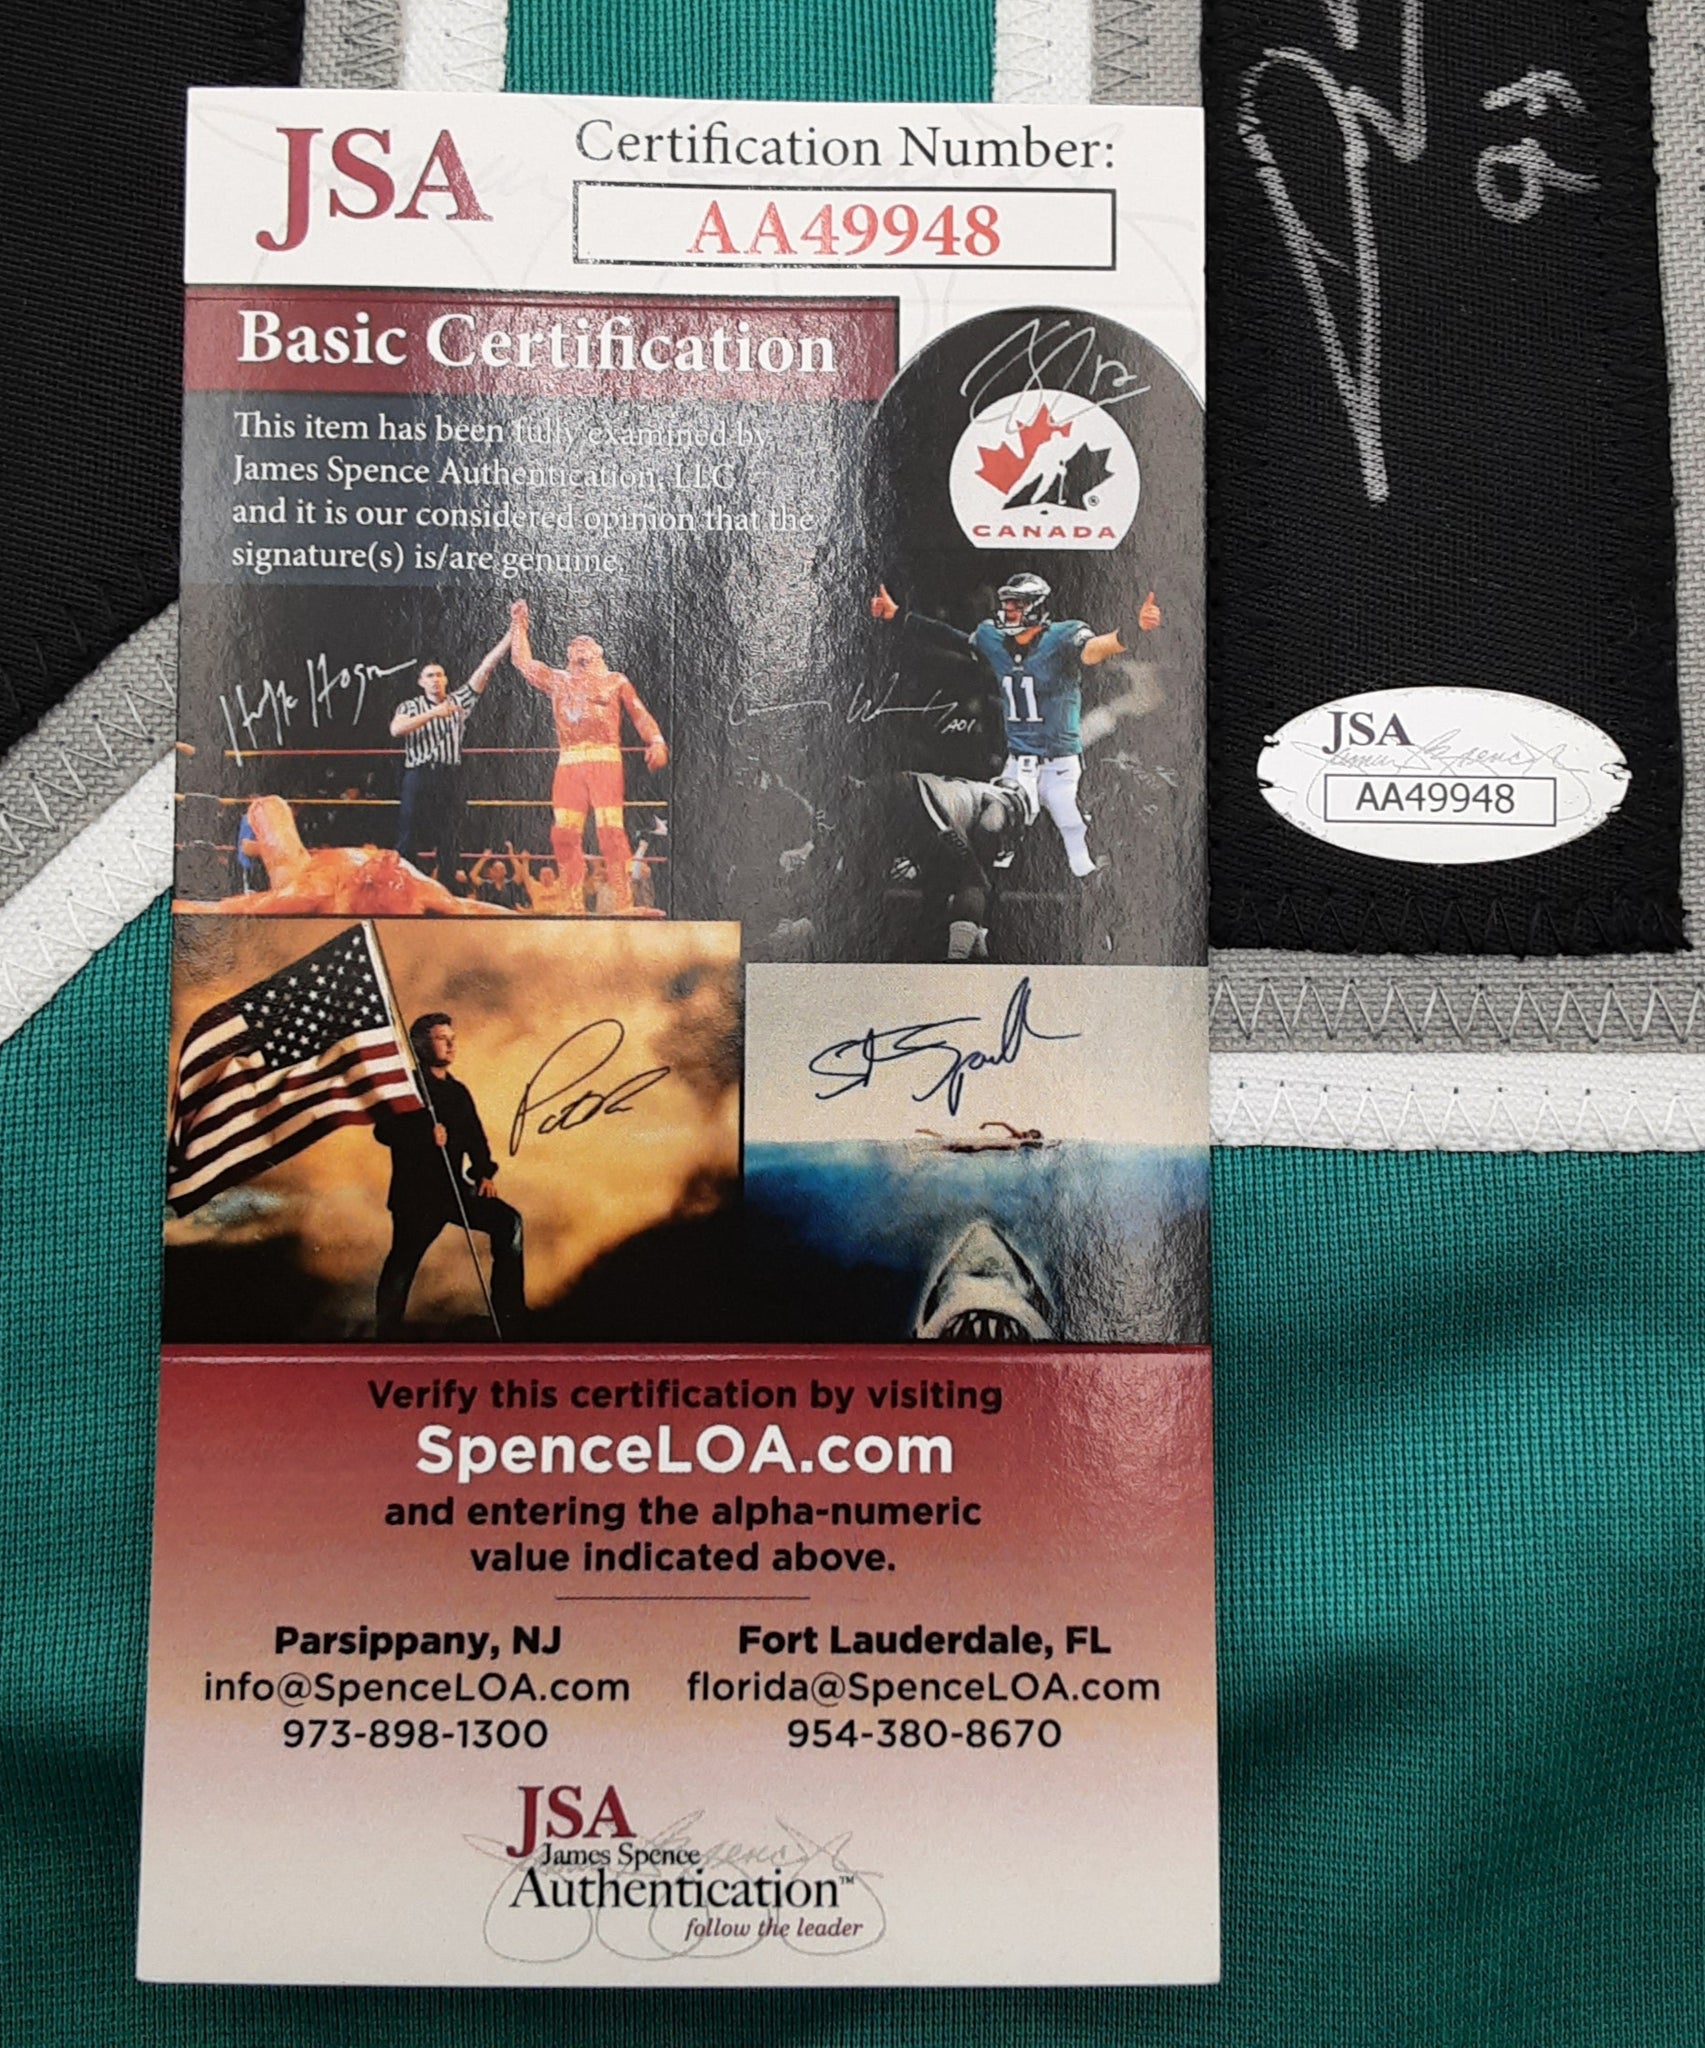 JSA
Certification Number:
AA49948
Basic Certification
This item has been fully examined by
James Spence Authentication, LLC
and it is our considered opinion that the
signature(s) is/are genuine.
CANADA
Hulk Hogan
11
Verify this certification by visiting
SpenceLOA.com
and entering the alpha-numeric
value indicated above.
Parsippany, NJ
info@SpenceLOA.com
973-898-1300
Fort Lauderdale, FL
florida@SpenceLOA.com
954-380-8670
JSA
James Spence
Authentication™
follow the leader
JSA
AA49948